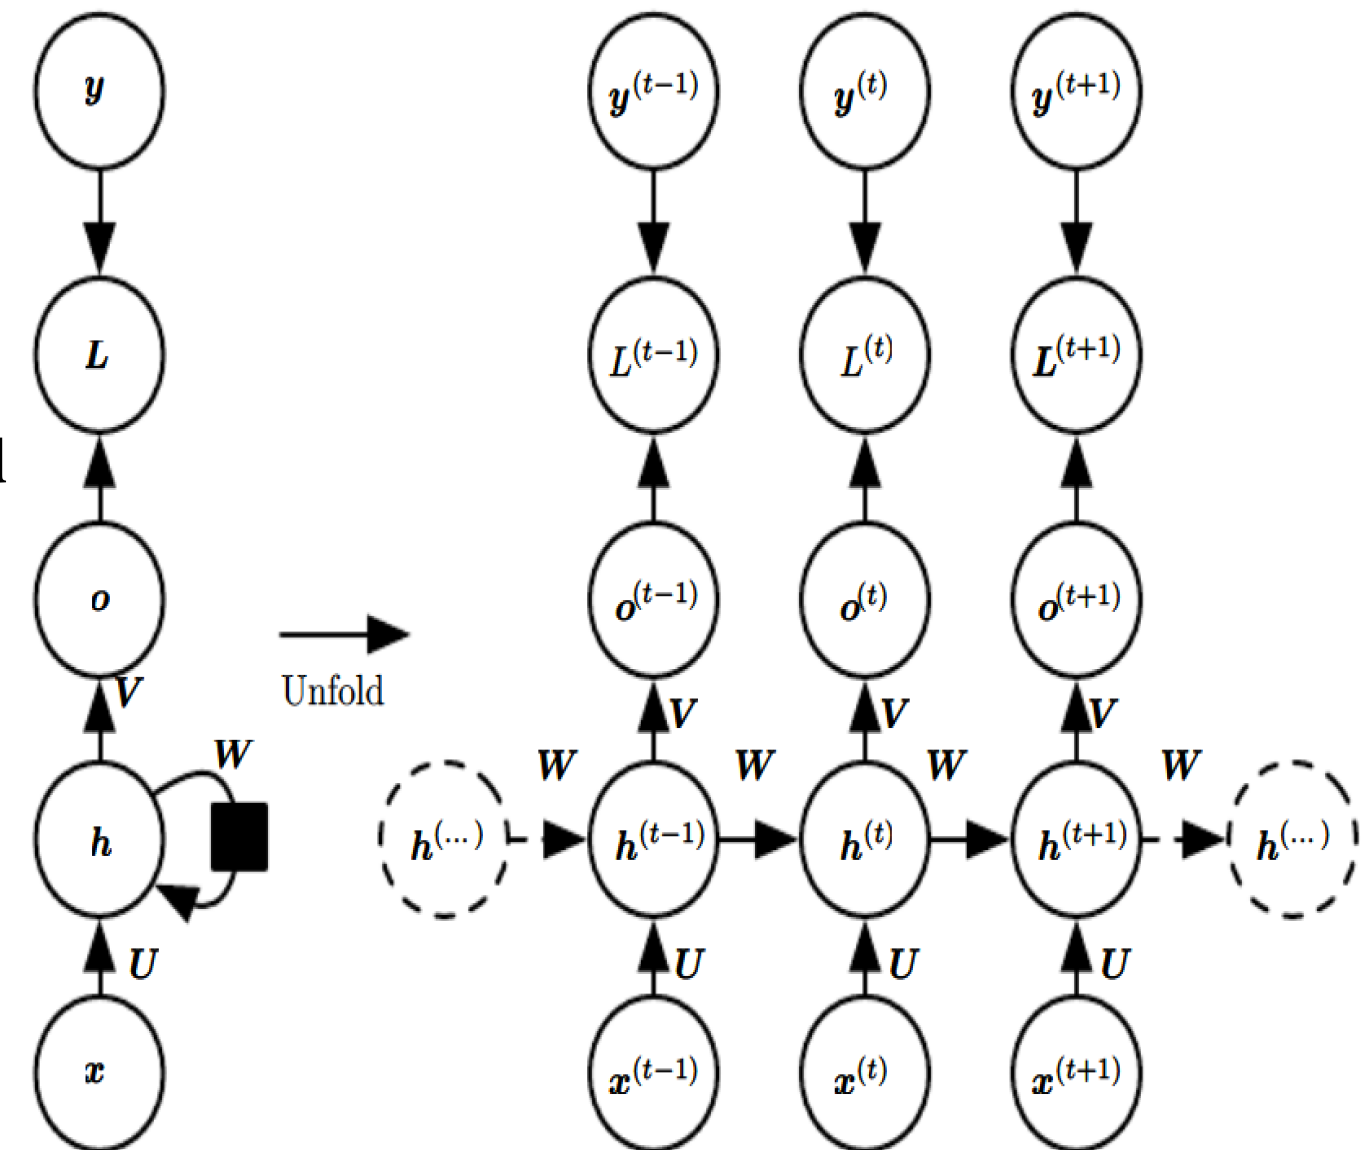 y y^(t−1) y^(t) y^(t+1)
L L^(t−1) L^(t) L^(t+1)
o o^(t−1) o^(t) o^(t+1)
Unfold
V V V V
W W W W W
h h^(...) h^(t−1) h^(t) h^(t+1) h^(...)
U U U U
x x^(t−1) x^(t) x^(t+1)